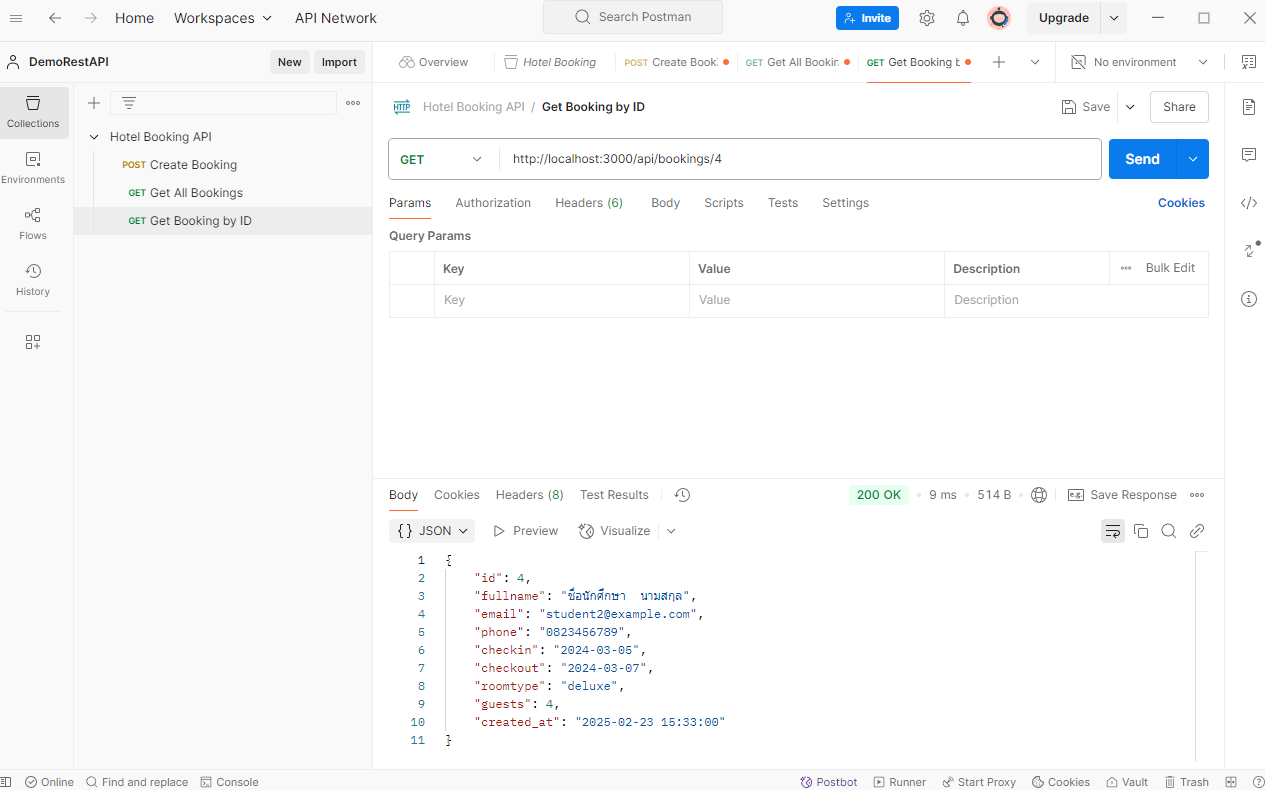 Home Workspaces API Network Search Postman Invite Upgrade
DemoRestAPI New Import Overview Hotel Booking POST Create Book GET Get All Bookin GET Get Booking b No environment
Hotel Booking API / Get Booking by ID Save Share
Collections
Environments
Flows
History
Hotel Booking API
POST Create Booking
GET Get All Bookings
GET Get Booking by ID
GET http://localhost:3000/api/bookings/4 Send
Params Authorization Headers (6) Body Scripts Tests Settings Cookies
Query Params
Key Value Description Bulk Edit
Key Value Description
Body Cookies Headers (8) Test Results 200 OK 9 ms 514 B e.g. Save Response
{} JSON Preview Visualize
1 {
2 "id": 4,
3 "fullname": "ชื่อนักศึกษา นามสกุล",
4 "email": "student2@example.com",
5 "phone": "0823456789",
6 "checkin": "2024-03-05",
7 "checkout": "2024-03-07",
8 "roomtype": "deluxe",
9 "guests": 4,
10 "created_at": "2025-02-23 15:33:00"
11 }
Online Find and replace Console Postbot Runner Start Proxy Cookies Vault Trash